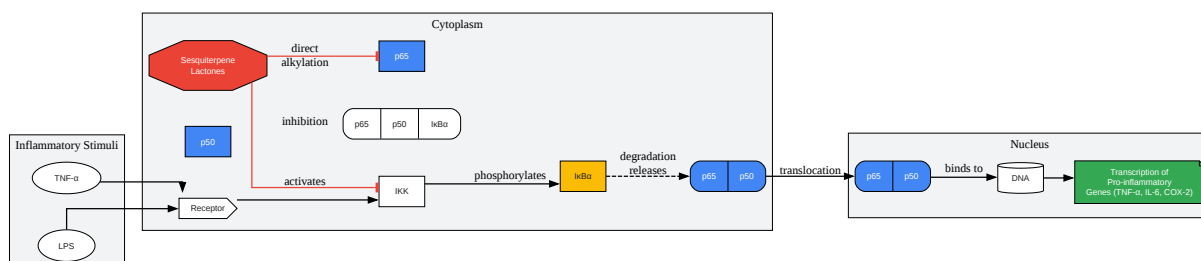 Cytoplasm
direct
alkylation
Sesquiterpene
Lactones
p65
inhibition
p65
p50
IκBα
p50
Inflammatory Stimuli
TNF-α
LPS
Receptor
activates
IKK
phosphorylates
IκBα
degradation
releases
p65
p50
translocation
Nucleus
p65
p50
binds to
DNA
Transcription of
Pro-inflammatory
Genes (TNF-α, IL-6, COX-2)